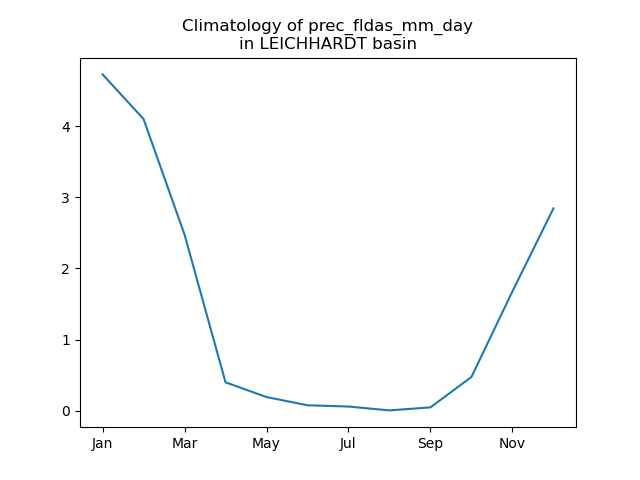 Climatology of prec_fldas_mm_day
in LEICHHARDT basin
4
3
2
1
0
Jan
Mar
May
Jul
Sep
Nov